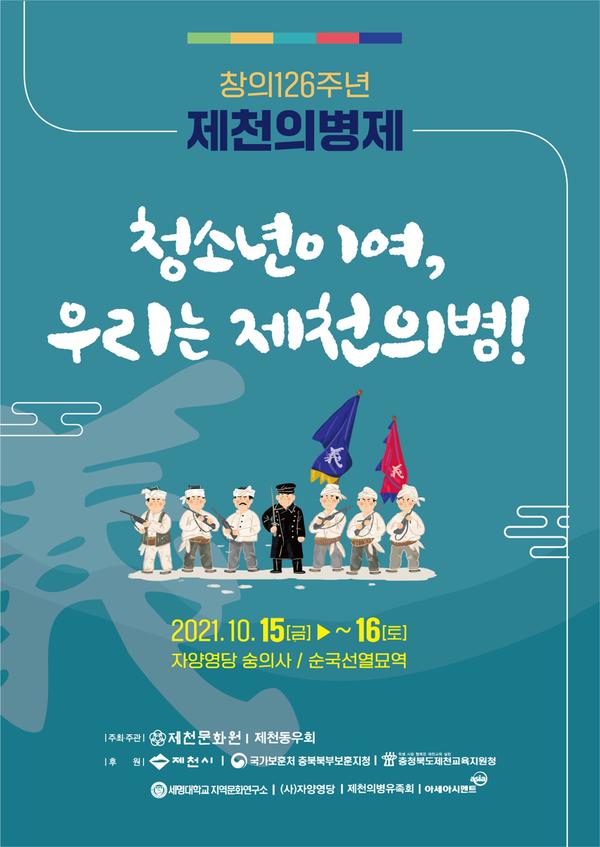 창의126주년
제천의병제
청소년이여,
우리는 제천의병!
義
義
義
2021. 10. 15[금] ▶ ~ 16[토]
자양영당 숭의사 / 순국선열묘역
|주최·주관| 제천문화원 | 제천동우회
|후 원| 제천시 | 국가보훈처 충북북부보훈지청 | 충청북도제천교육지원청
세명대학교 지역문화연구소 | (사)자양영당 | 제천의병유족회 | 아세아시멘트 asia